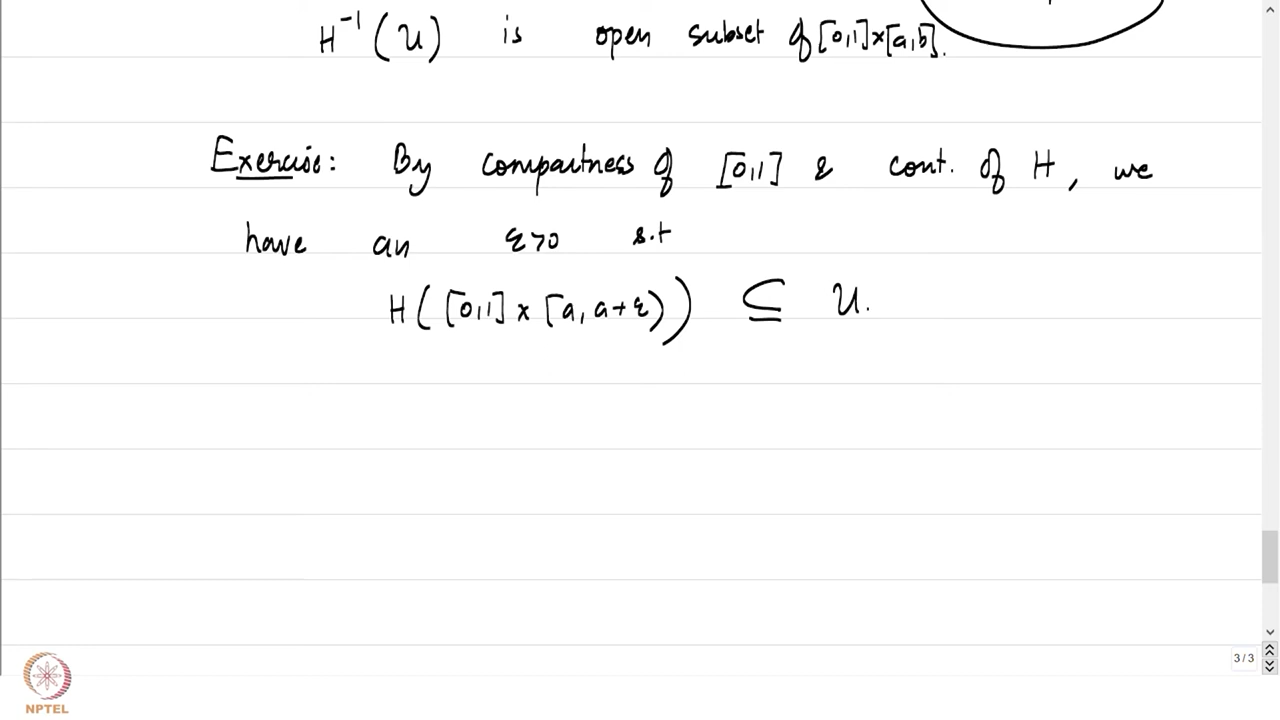 H⁻¹(U) is open subset of [0,1]×[a,b].
Exercise: By compactness of [0,1] & cont. of H, we
have an ε>0 s.t
H([0,1] × [a, a+ε)) ⊆ U.
3 / 3
NPTEL